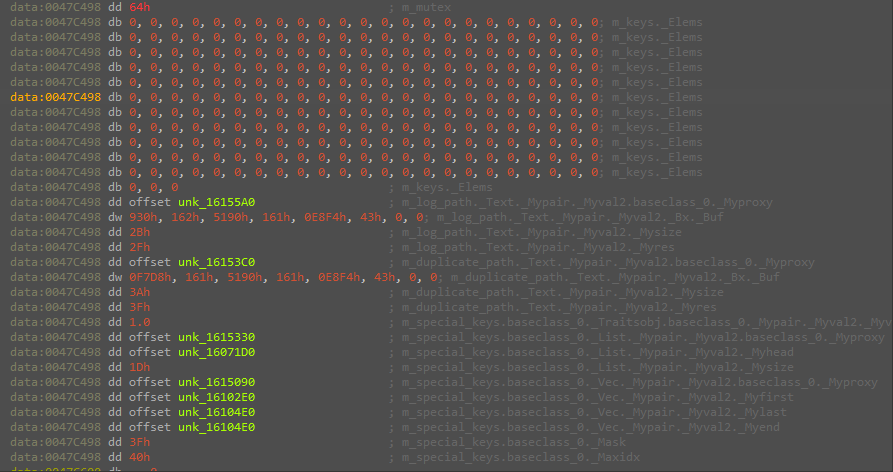 data:0047C498 dd 64h ; m_mutex
data:0047C498 db 0, 0, 0, 0, 0, 0, 0, 0, 0, 0, 0, 0, 0, 0, 0, 0, 0, 0, 0, 0, 0, 0, 0; m_keys._Elems
data:0047C498 db 0, 0, 0, 0, 0, 0, 0, 0, 0, 0, 0, 0, 0, 0, 0, 0, 0, 0, 0, 0, 0, 0, 0; m_keys._Elems
data:0047C498 db 0, 0, 0, 0, 0, 0, 0, 0, 0, 0, 0, 0, 0, 0, 0, 0, 0, 0, 0, 0, 0, 0, 0; m_keys._Elems
data:0047C498 db 0, 0, 0, 0, 0, 0, 0, 0, 0, 0, 0, 0, 0, 0, 0, 0, 0, 0, 0, 0, 0, 0, 0; m_keys._Elems
data:0047C498 db 0, 0, 0, 0, 0, 0, 0, 0, 0, 0, 0, 0, 0, 0, 0, 0, 0, 0, 0, 0, 0, 0, 0; m_keys._Elems
data:0047C498 db 0, 0, 0, 0, 0, 0, 0, 0, 0, 0, 0, 0, 0, 0, 0, 0, 0, 0, 0, 0, 0, 0, 0; m_keys._Elems
data:0047C498 db 0, 0, 0, 0, 0, 0, 0, 0, 0, 0, 0, 0, 0, 0, 0, 0, 0, 0, 0, 0, 0, 0, 0; m_keys._Elems
data:0047C498 db 0, 0, 0, 0, 0, 0, 0, 0, 0, 0, 0, 0, 0, 0, 0, 0, 0, 0, 0, 0, 0, 0, 0; m_keys._Elems
data:0047C498 db 0, 0, 0, 0, 0, 0, 0, 0, 0, 0, 0, 0, 0, 0, 0, 0, 0, 0, 0, 0, 0, 0, 0; m_keys._Elems
data:0047C498 db 0, 0, 0, 0, 0, 0, 0, 0, 0, 0, 0, 0, 0, 0, 0, 0, 0, 0, 0, 0, 0, 0, 0; m_keys._Elems
data:0047C498 db 0, 0, 0, 0, 0, 0, 0, 0, 0, 0, 0, 0, 0, 0, 0, 0, 0, 0, 0, 0, 0, 0, 0; m_keys._Elems
data:0047C498 db 0, 0, 0 ; m_keys._Elems
data:0047C498 dd offset unk_16155A0 ; m_log_path._Text._Mypair._Myval2.baseclass_0._Myproxy
data:0047C498 dw 930h, 162h, 5190h, 161h, 0E8F4h, 43h, 0, 0; m_log_path._Text._Mypair._Myval2._Bx._Buf
data:0047C498 dd 2Bh ; m_log_path._Text._Mypair._Myval2._Mysize
data:0047C498 dd 2Fh ; m_log_path._Text._Mypair._Myval2._Myres
data:0047C498 dd offset unk_16153C0 ; m_duplicate_path._Text._Mypair._Myval2.baseclass_0._Myproxy
data:0047C498 dw 0F7D8h, 161h, 5190h, 161h, 0E8F4h, 43h, 0, 0; m_duplicate_path._Text._Mypair._Myval2._Bx._Buf
data:0047C498 dd 3Ah ; m_duplicate_path._Text._Mypair._Myval2._Mysize
data:0047C498 dd 3Fh ; m_duplicate_path._Text._Mypair._Myval2._Myres
data:0047C498 dd 1.0 ; m_special_keys.baseclass_0._Traitsobj.baseclass_0._Mypair._Myval2._Myv
data:0047C498 dd offset unk_1615330 ; m_special_keys.baseclass_0._List._Mypair._Myval2.baseclass_0._Myproxy
data:0047C498 dd offset unk_16071D0 ; m_special_keys.baseclass_0._List._Mypair._Myval2._Myhead
data:0047C498 dd 1Dh ; m_special_keys.baseclass_0._List._Mypair._Myval2._Mysize
data:0047C498 dd offset unk_1615090 ; m_special_keys.baseclass_0._Vec._Mypair._Myval2.baseclass_0._Myproxy
data:0047C498 dd offset unk_16102E0 ; m_special_keys.baseclass_0._Vec._Mypair._Myval2._Myfirst
data:0047C498 dd offset unk_16104E0 ; m_special_keys.baseclass_0._Vec._Mypair._Myval2._Mylast
data:0047C498 dd offset unk_16104E0 ; m_special_keys.baseclass_0._Vec._Mypair._Myval2._Myend
data:0047C498 dd 3Fh ; m_special_keys.baseclass_0._Mask
data:0047C498 dd 40h ; m_special_keys.baseclass_0._Maxidx